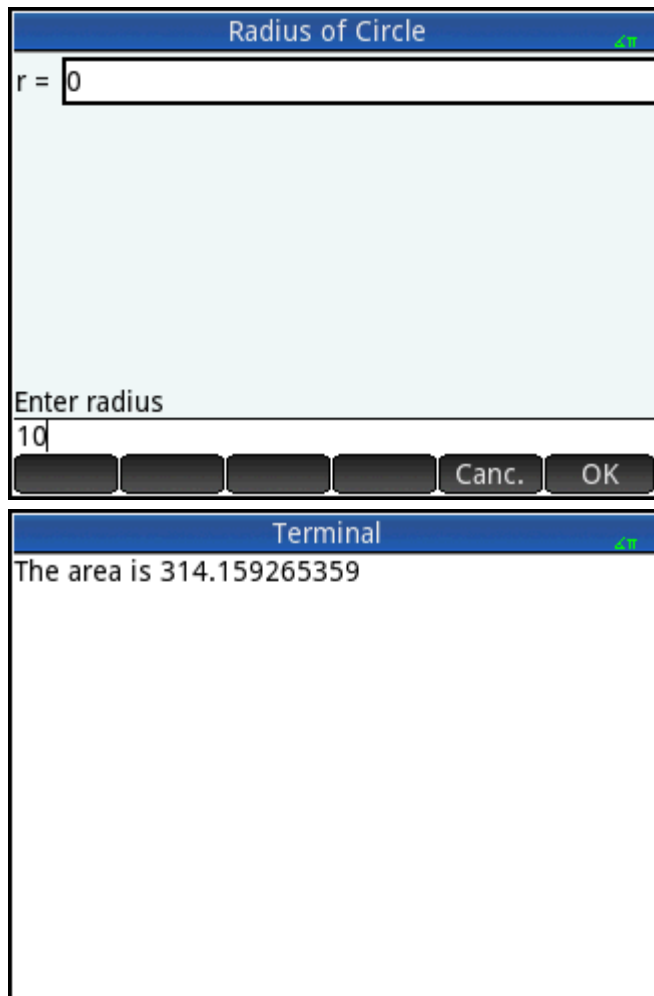 Radius of Circle
∡π
r = 0
Enter radius
10
Canc. OK
Terminal
∡π
The area is 314.159265359